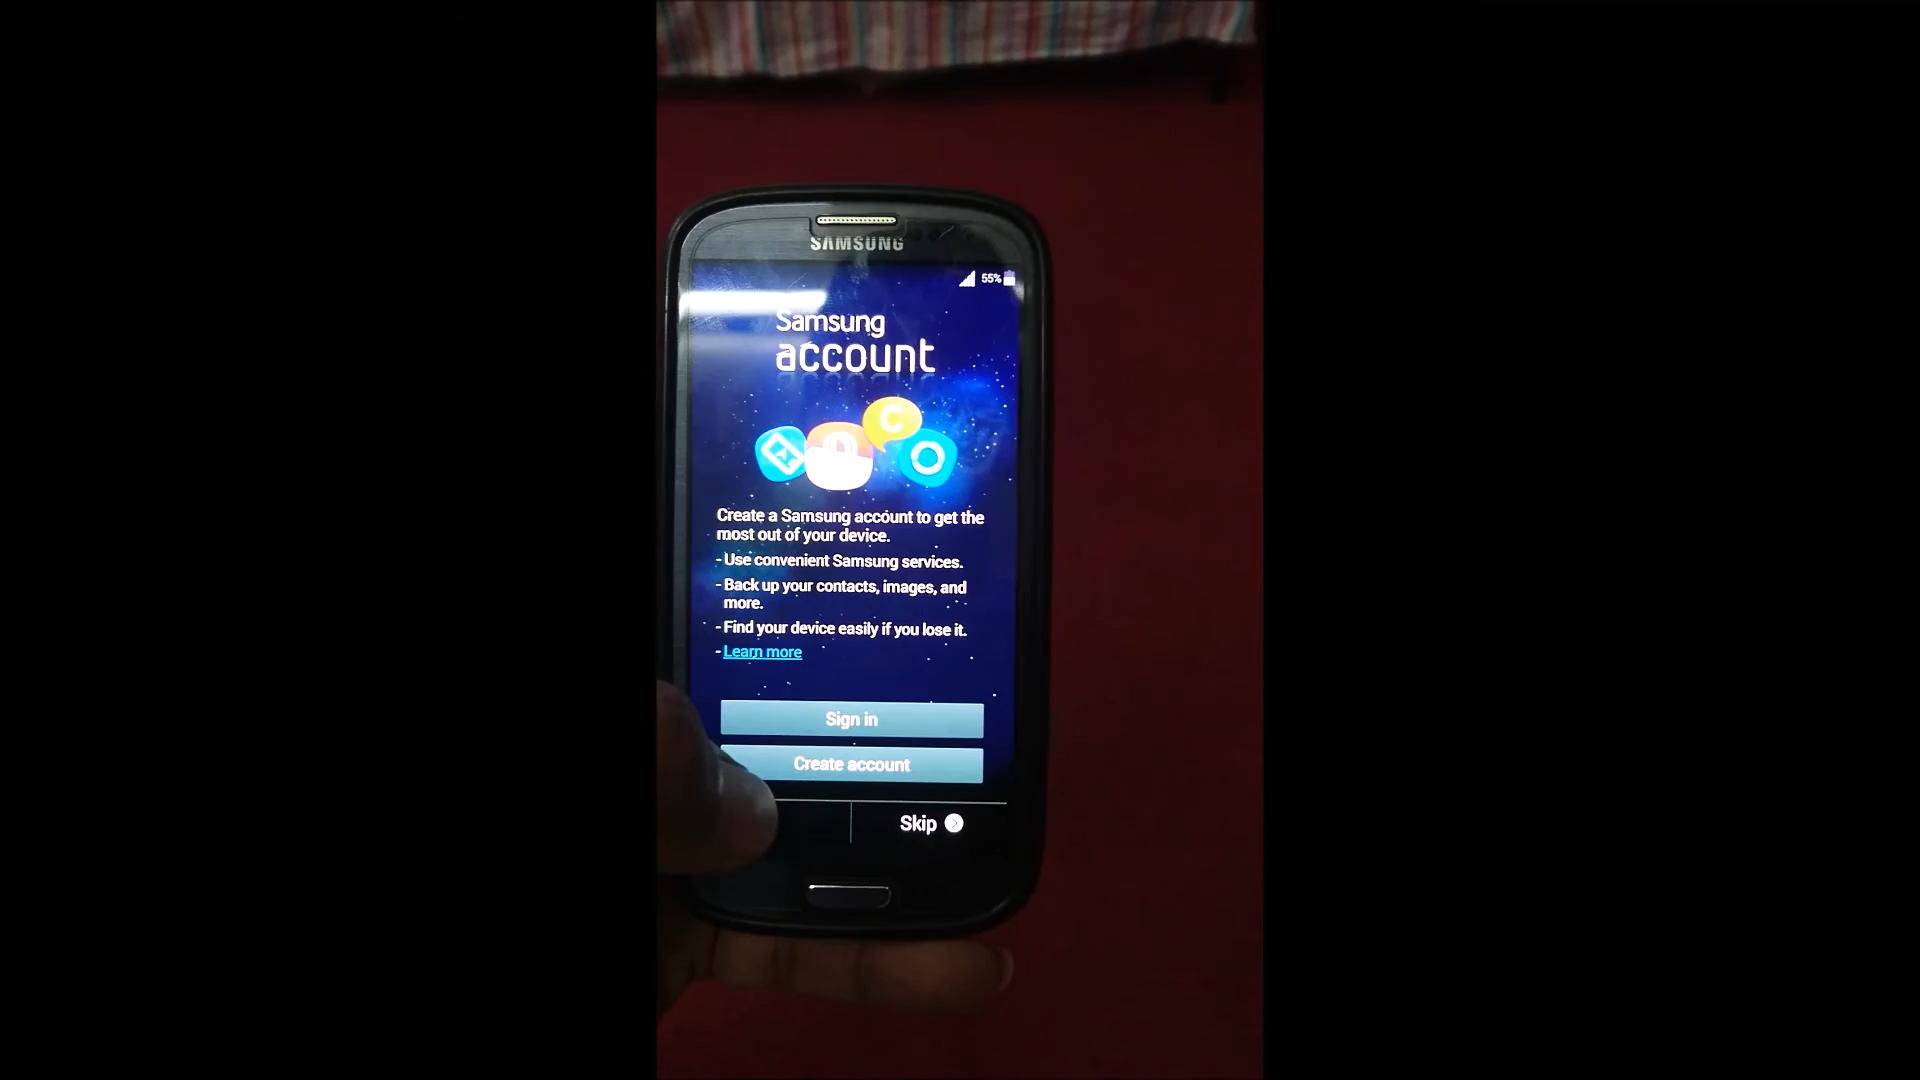 SAMSUNG
55%
Samsung
account
C
Create a Samsung account to get the
most out of your device.
- Use convenient Samsung services.
- Back up your contacts, images, and
more.
- Find your device easily if you lose it.
- Learn more
Sign in
Create account
Skip